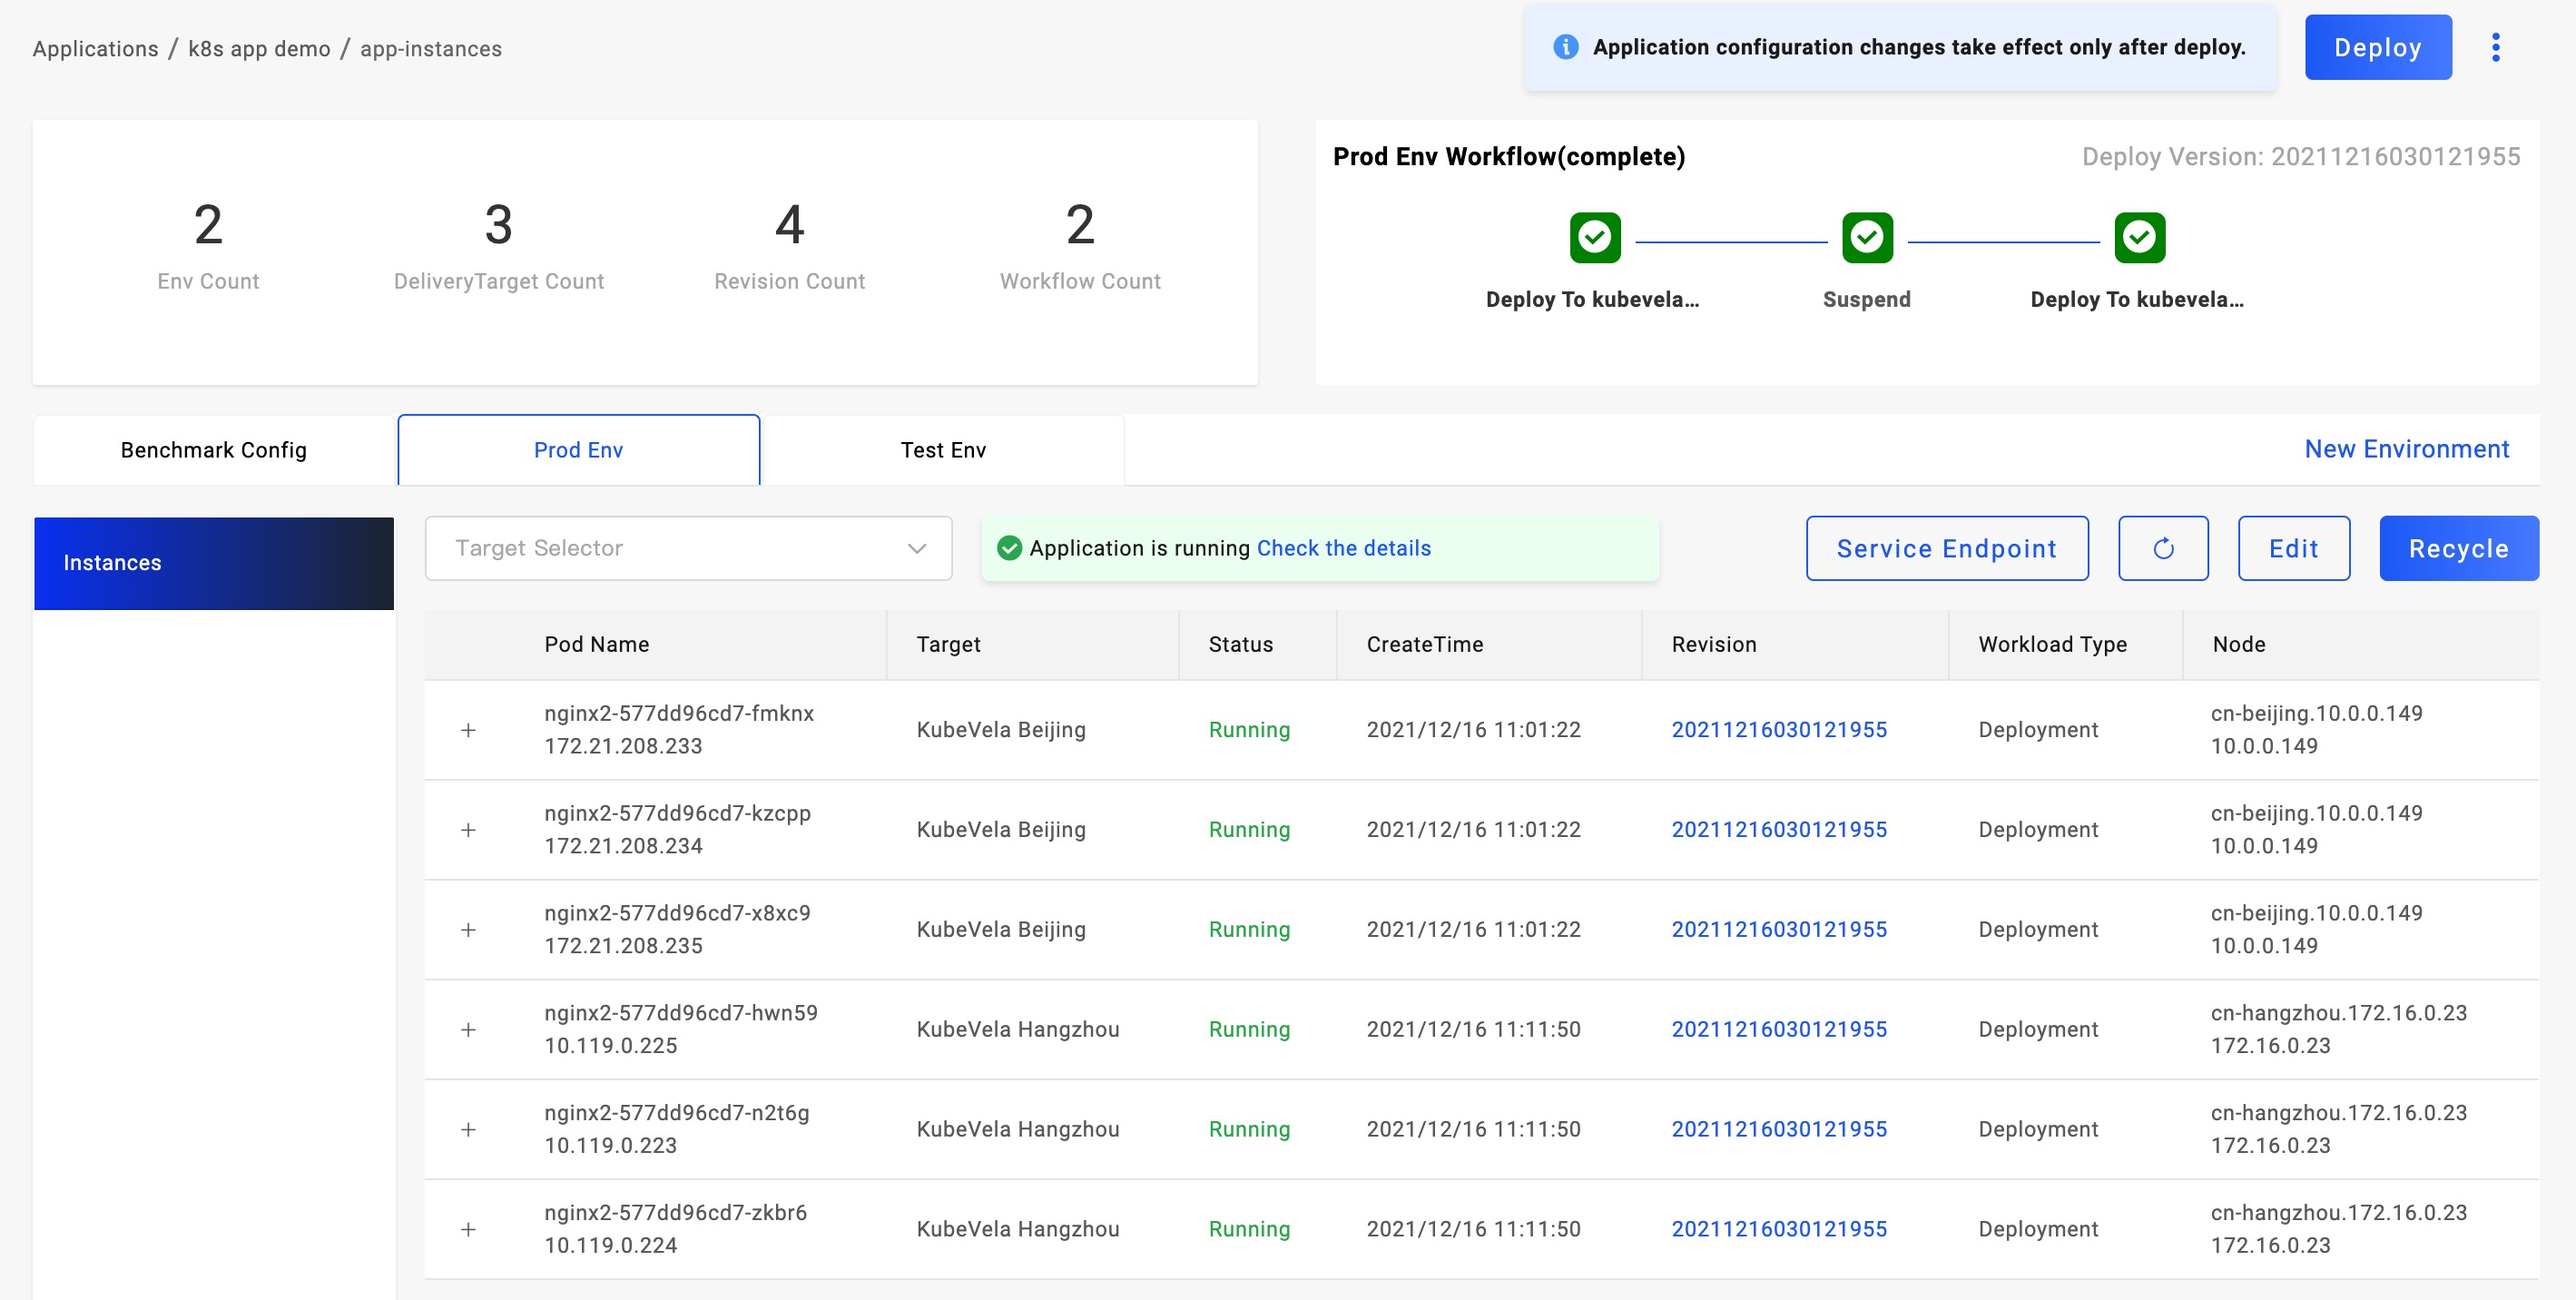 Applications / k8s app demo / app-instances
Application configuration changes take effect only after deploy.
Deploy
2
Env Count
3
DeliveryTarget Count
4
Revision Count
2
Workflow Count
Prod Env Workflow(complete)
Deploy Version: 20211216030121955
Deploy To kubevela...
Suspend
Deploy To kubevela...
Benchmark Config
Prod Env
Test Env
New Environment
Instances
Target Selector
Application is running Check the details
Service Endpoint
Edit
Recycle
Pod Name Target Status CreateTime Revision Workload Type Node
nginx2-577dd96cd7-fmknx
172.21.208.233
KubeVela Beijing Running 2021/12/16 11:01:22 20211216030121955 Deployment
cn-beijing.10.0.0.149
10.0.0.149
nginx2-577dd96cd7-kzcpp
172.21.208.234
KubeVela Beijing Running 2021/12/16 11:01:22 20211216030121955 Deployment
cn-beijing.10.0.0.149
10.0.0.149
nginx2-577dd96cd7-x8xc9
172.21.208.235
KubeVela Beijing Running 2021/12/16 11:01:22 20211216030121955 Deployment
cn-beijing.10.0.0.149
10.0.0.149
nginx2-577dd96cd7-hwn59
10.119.0.225
KubeVela Hangzhou Running 2021/12/16 11:11:50 20211216030121955 Deployment
cn-hangzhou.172.16.0.23
172.16.0.23
nginx2-577dd96cd7-n2t6g
10.119.0.223
KubeVela Hangzhou Running 2021/12/16 11:11:50 20211216030121955 Deployment
cn-hangzhou.172.16.0.23
172.16.0.23
nginx2-577dd96cd7-zkbr6
10.119.0.224
KubeVela Hangzhou Running 2021/12/16 11:11:50 20211216030121955 Deployment
cn-hangzhou.172.16.0.23
172.16.0.23